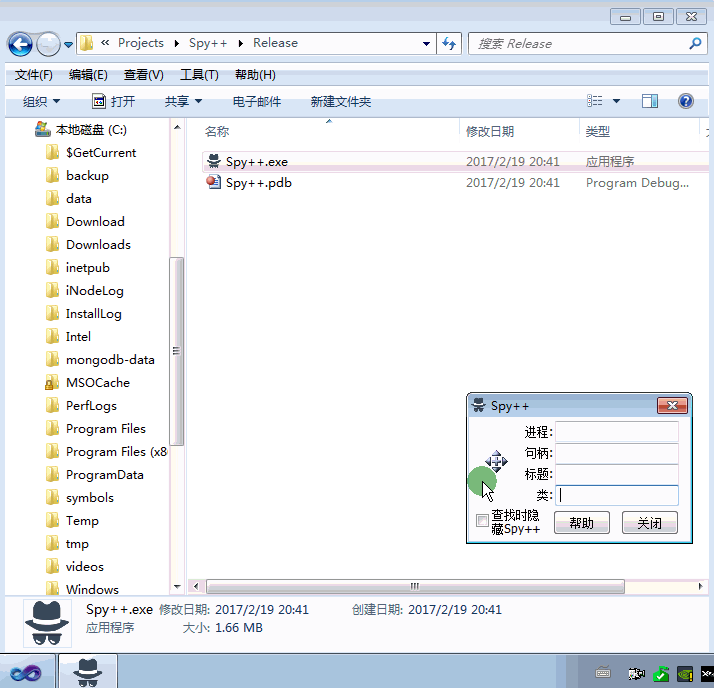 « Projects ▸ Spy++ ▸ Release
搜索 Release
文件(F) 编辑(E) 查看(V) 工具(T) 帮助(H)
组织 打开 共享 电子邮件 新建文件夹
本地磁盘 (C:)
$GetCurrent
backup
data
Download
Downloads
inetpub
iNodeLog
InstallLog
Intel
mongodb-data
MSOCache
PerfLogs
Program Files
Program Files (x8
ProgramData
symbols
Temp
tmp
videos
Windows
名称 修改日期 类型
Spy++.exe 2017/2/19 20:41 应用程序
Spy++.pdb 2017/2/19 20:41 Program Debug...
Spy++
进程:
句柄:
标题:
类:
查找时隐
藏Spy++
帮助 关闭
Spy++.exe 修改日期: 2017/2/19 20:41 创建日期: 2017/2/19 20:41
应用程序 大小: 1.66 MB